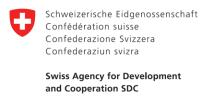 Schweizerische Eidgenossenschaft
Confédération suisse
Confederazione Svizzera
Confederaziun svizra
Swiss Agency for Development
and Cooperation SDC